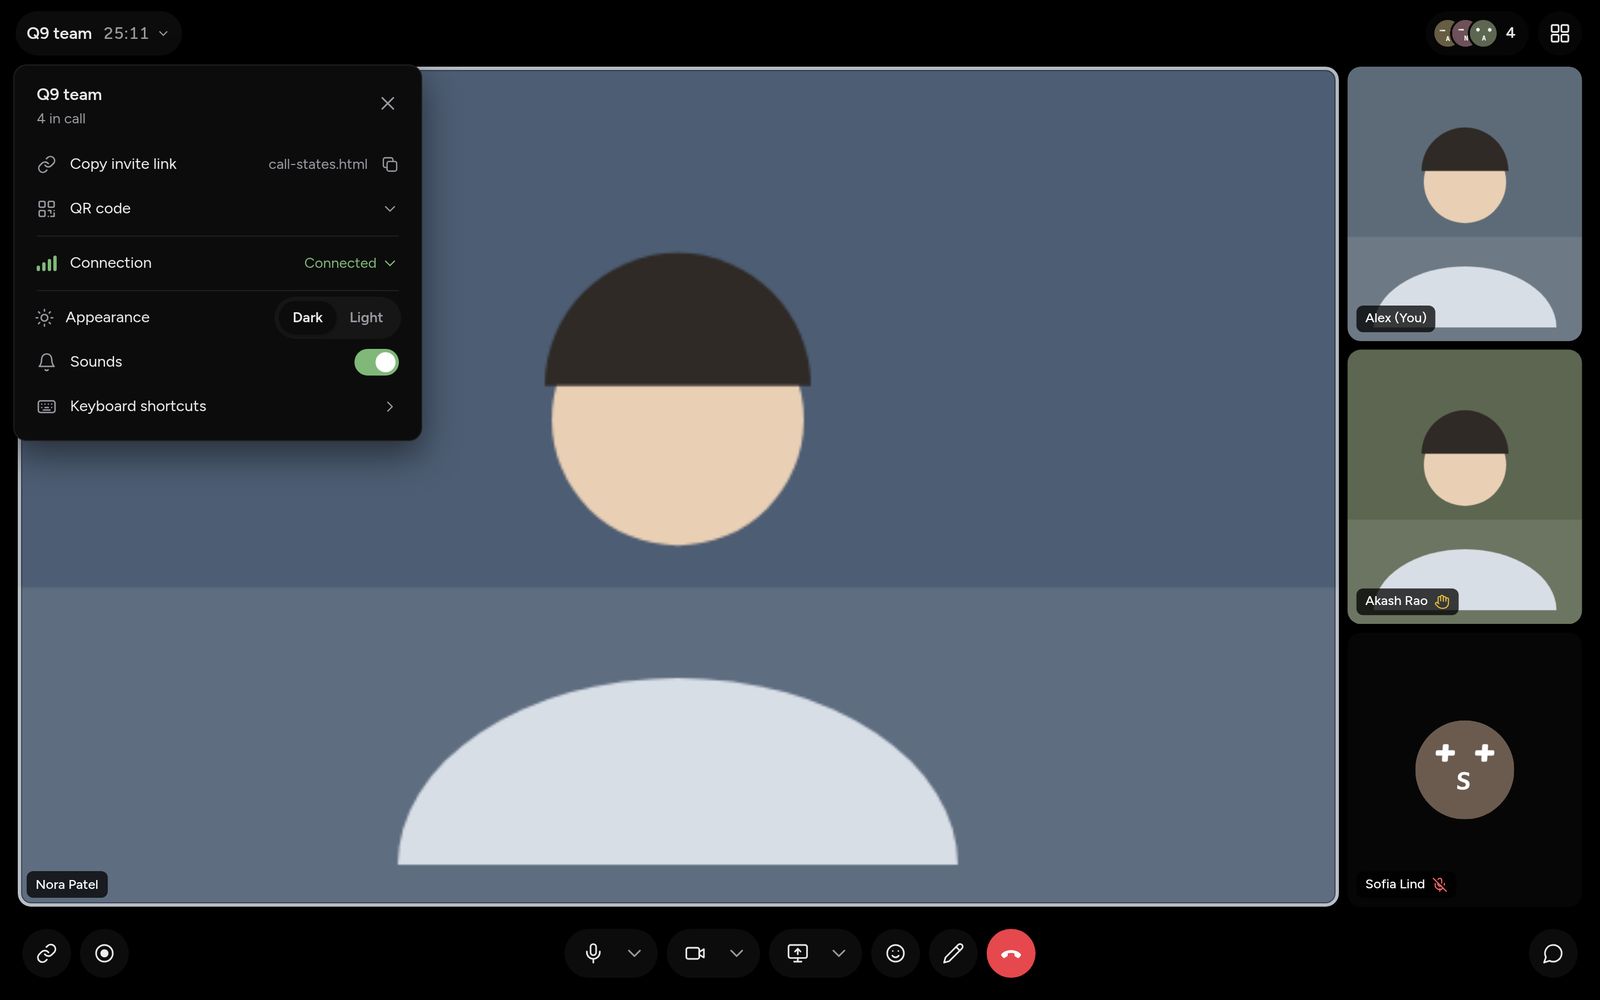 Q9 team 25:11
A N A 4
Q9 team
4 in call
Copy invite link call-states.html
QR code
Connection Connected
Appearance Dark Light
Sounds
Keyboard shortcuts
Alex (You)
Akash Rao
S
Sofia Lind
Nora Patel